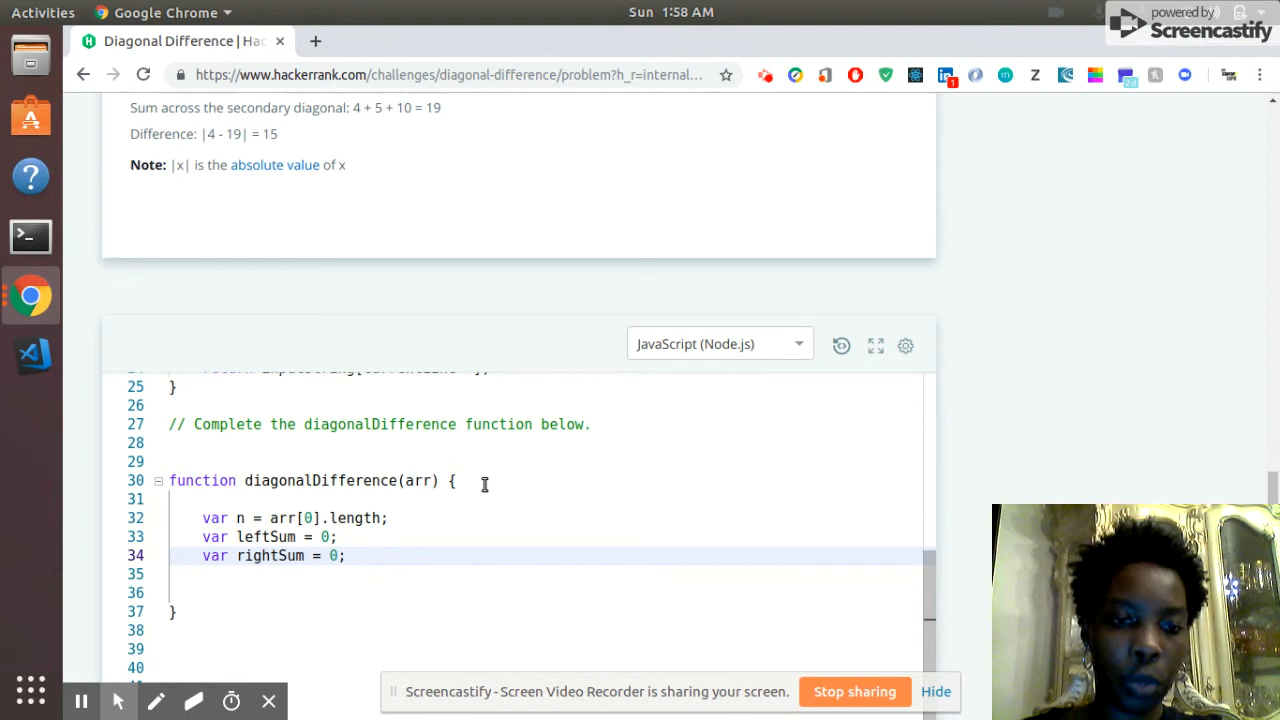 Activities
Google Chrome
Sun 1:58 AM
powered by
Screencastify
Diagonal Difference | Hac
https://www.hackerrank.com/challenges/diagonal-difference/problem?h_r=internal...
Sum across the secondary diagonal: 4 + 5 + 10 = 19
Difference: |4 - 19| = 15
Note: |x| is the absolute value of x
JavaScript (Node.js)
25 }
26
27 // Complete the diagonalDifference function below.
28
29
30 function diagonalDifference(arr) {
31
32 var n = arr[0].length;
33 var leftSum = 0;
34 var rightSum = 0;
35
36
37 }
38
39
40
Screencastify - Screen Video Recorder is sharing your screen.
Stop sharing
Hide